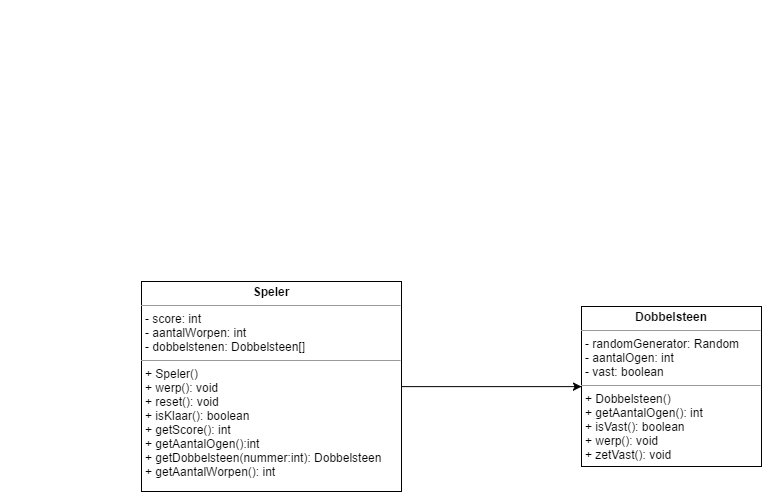 Speler
- score: int
- aantalWorpen: int
- dobbelstenen: Dobbelsteen[]
+ Speler()
+ werp(): void
+ reset(): void
+ isKlaar(): boolean
+ getScore(): int
+ getAantalOgen():int
+ getDobbelsteen(nummer:int): Dobbelsteen
+ getAantalWorpen(): int
Dobbelsteen
- randomGenerator: Random
- aantalOgen: int
- vast: boolean
+ Dobbelsteen()
+ getAantalOgen(): int
+ isVast(): boolean
+ werp(): void
+ zetVast(): void